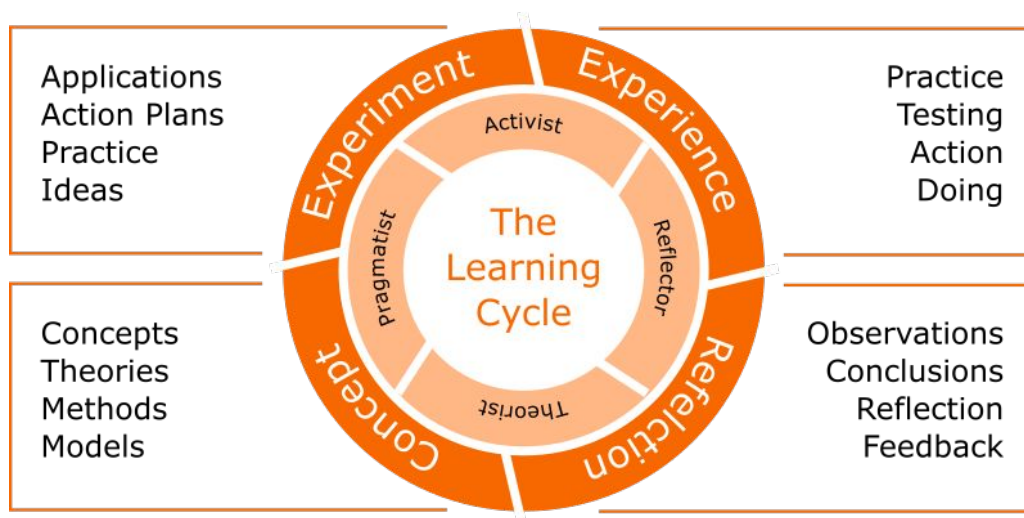 Applications
Action Plans
Practice
Ideas
Experiment
Experience
Practice
Testing
Action
Doing
Activist
Pragmatist
The
Learning
Cycle
Reflector
Theorist
Concepts
Theories
Methods
Models
Concept
Refelction
Observations
Conclusions
Reflection
Feedback